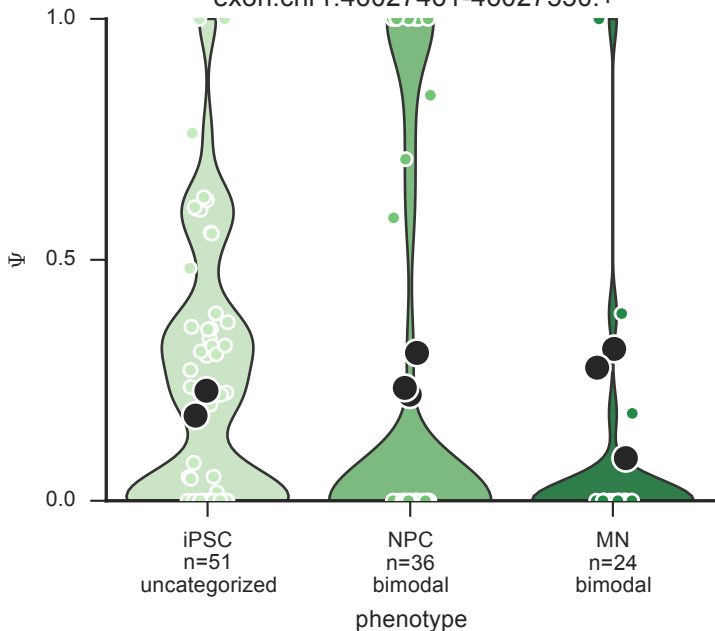 1.0
0.5
0.0
Ψ
iPSC
n=51
uncategorized
NPC
n=36
bimodal
MN
n=24
bimodal
phenotype